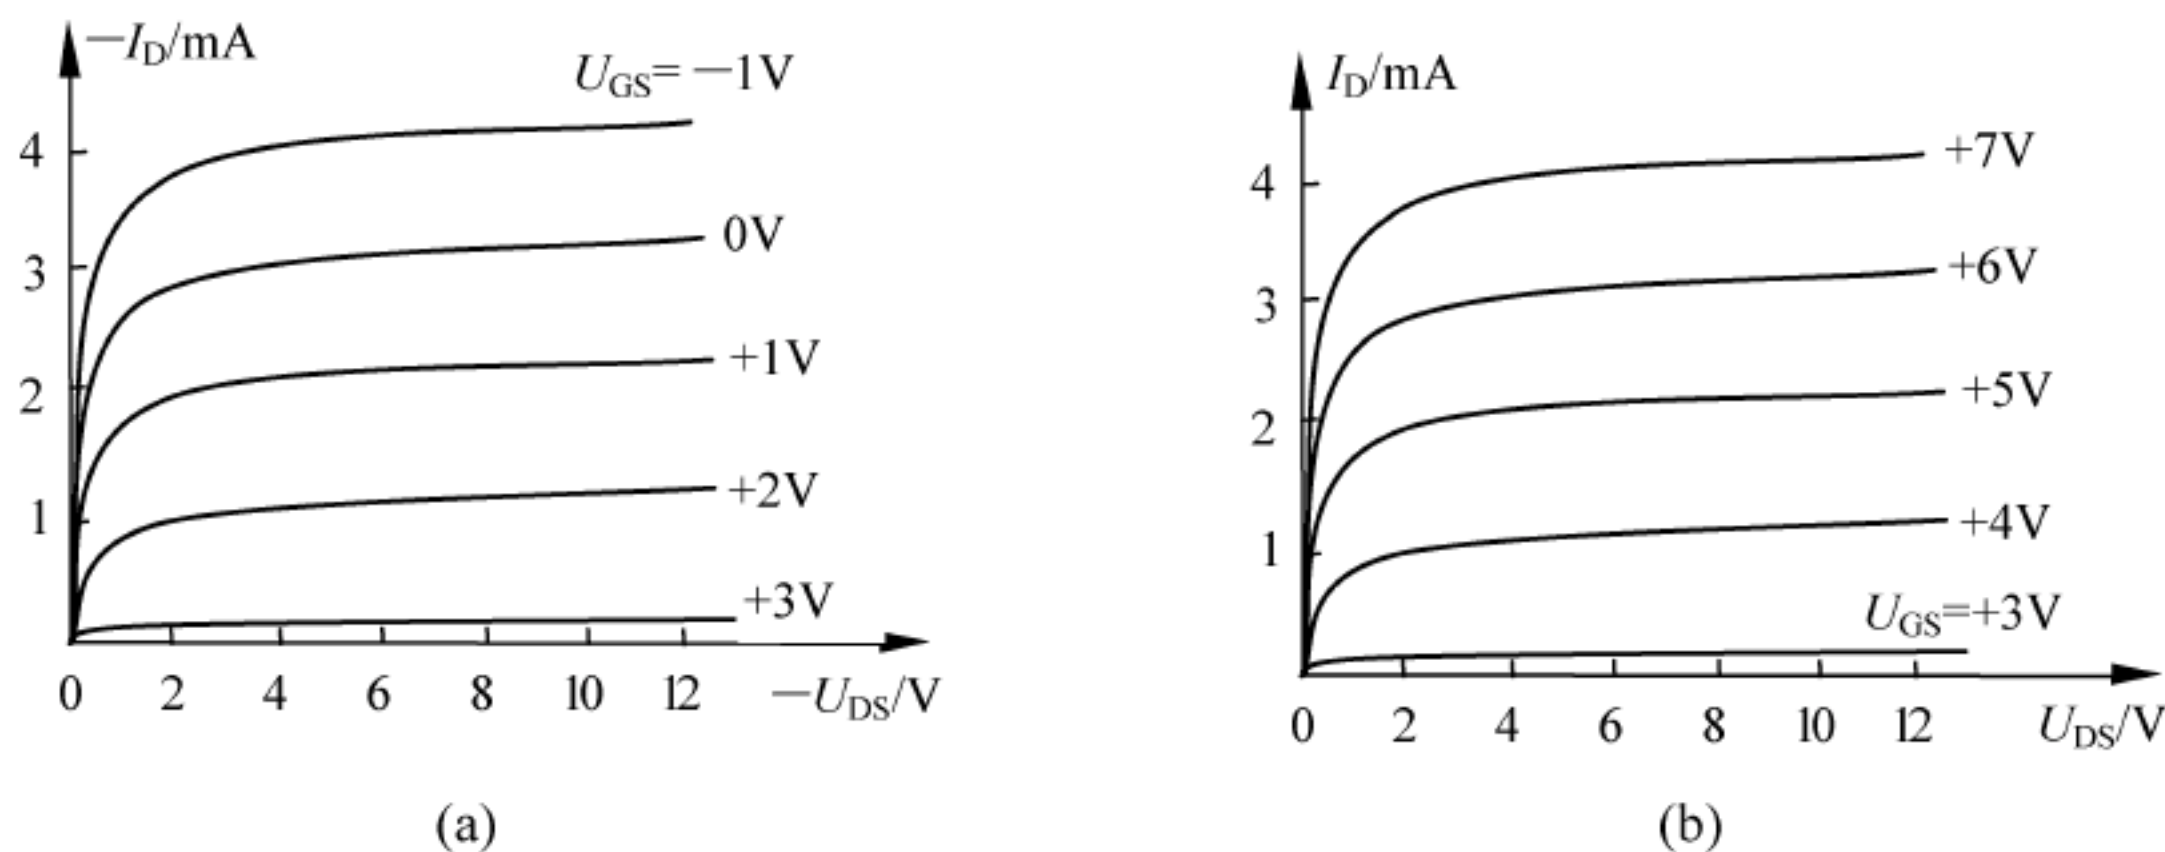 —I_D/mA
U_GS= —1V
4
0V
3
+1V
2
+2V
1
+3V
0 2 4 6 8 10 12 —U_DS/V
(a)
I_D/mA
+7V
4
+6V
3
+5V
2
+4V
1
U_GS=+3V
0 2 4 6 8 10 12 U_DS/V
(b)